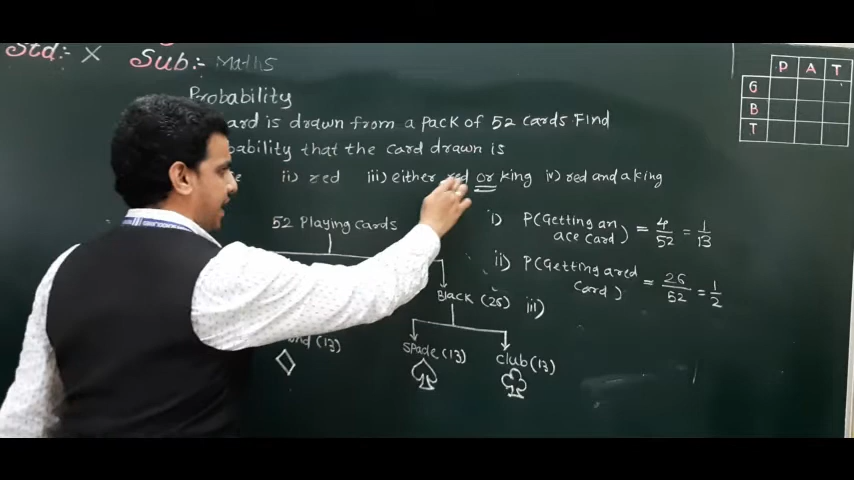 Std:- X
Sub:- Maths
Probability
ard is drawn from a pack of 52 cards Find
bability that the card drawn is
e ii) red iii) either red or king iv) red and a king
52 Playing cards
Black (26)
nd (13)
Spade (13)
club (13)
i) P(Getting an ace card) = 4/52 = 1/13
ii) P(Getting a red card) = 26/52 = 1/2
iii)
P A T
G
B
T